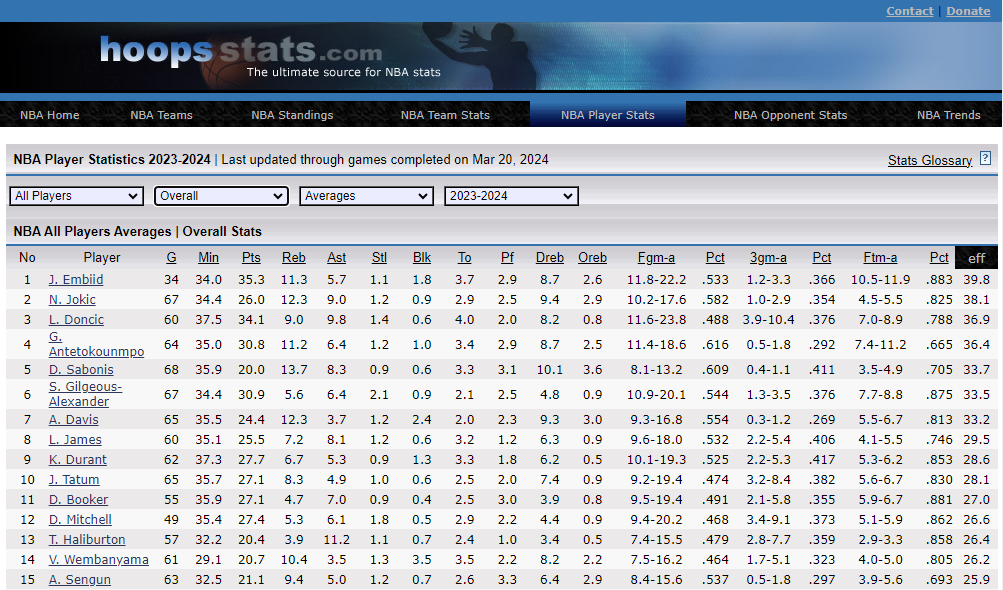 Contact | Donate
hoopsstats.com
The ultimate source for NBA stats
NBA Home NBA Teams NBA Standings NBA Team Stats NBA Player Stats NBA Opponent Stats NBA Trends
NBA Player Statistics 2023-2024 | Last updated through games completed on Mar 20, 2024 Stats Glossary ?
All Players Overall Averages 2023-2024
NBA All Players Averages | Overall Stats
No Player G Min Pts Reb Ast Stl Blk To Pf Dreb Oreb Fgm-a Pct 3gm-a Pct Ftm-a Pct eff
1 J. Embiid 34 34.0 35.3 11.3 5.7 1.1 1.8 3.7 2.9 8.7 2.6 11.8-22.2 .533 1.2-3.3 .366 10.5-11.9 .883 39.8
2 N. Jokic 67 34.4 26.0 12.3 9.0 1.2 0.9 2.9 2.5 9.4 2.9 10.2-17.6 .582 1.0-2.9 .354 4.5-5.5 .825 38.1
3 L. Doncic 60 37.5 34.1 9.0 9.8 1.4 0.6 4.0 2.0 8.2 0.8 11.6-23.8 .488 3.9-10.4 .376 7.0-8.9 .788 36.9
4 G. Antetokounmpo 64 35.0 30.8 11.2 6.4 1.2 1.0 3.4 2.9 8.7 2.5 11.4-18.6 .616 0.5-1.8 .292 7.4-11.2 .665 36.4
5 D. Sabonis 68 35.9 20.0 13.7 8.3 0.9 0.6 3.3 3.1 10.1 3.6 8.1-13.2 .609 0.4-1.1 .411 3.5-4.9 .705 33.7
6 S. Gilgeous-Alexander 67 34.4 30.9 5.6 6.4 2.1 0.9 2.1 2.5 4.8 0.9 10.9-20.1 .544 1.3-3.5 .376 7.7-8.8 .875 33.5
7 A. Davis 65 35.5 24.4 12.3 3.7 1.2 2.4 2.0 2.3 9.3 3.0 9.3-16.8 .554 0.3-1.2 .269 5.5-6.7 .813 33.2
8 L. James 60 35.1 25.5 7.2 8.1 1.2 0.6 3.2 1.2 6.3 0.9 9.6-18.0 .532 2.2-5.4 .406 4.1-5.5 .746 29.5
9 K. Durant 62 37.3 27.7 6.7 5.3 0.9 1.3 3.3 1.8 6.2 0.5 10.1-19.3 .525 2.2-5.3 .417 5.3-6.2 .853 28.6
10 J. Tatum 65 35.7 27.1 8.3 4.9 1.0 0.6 2.5 2.0 7.4 0.9 9.2-19.4 .474 3.2-8.4 .382 5.6-6.7 .830 28.1
11 D. Booker 55 35.9 27.1 4.7 7.0 0.9 0.4 2.5 3.0 3.9 0.8 9.5-19.4 .491 2.1-5.8 .355 5.9-6.7 .881 27.0
12 D. Mitchell 49 35.4 27.4 5.3 6.1 1.8 0.5 2.9 2.2 4.4 0.9 9.4-20.2 .468 3.4-9.1 .373 5.1-5.9 .862 26.6
13 T. Haliburton 57 32.2 20.4 3.9 11.2 1.1 0.7 2.4 1.0 3.4 0.5 7.4-15.5 .479 2.8-7.7 .359 2.9-3.3 .858 26.4
14 V. Wembanyama 61 29.1 20.7 10.4 3.5 1.3 3.5 3.5 2.2 8.2 2.2 7.5-16.2 .464 1.7-5.1 .323 4.0-5.0 .805 26.2
15 A. Sengun 63 32.5 21.1 9.4 5.0 1.2 0.7 2.6 3.3 6.4 2.9 8.4-15.6 .537 0.5-1.8 .297 3.9-5.6 .693 25.9